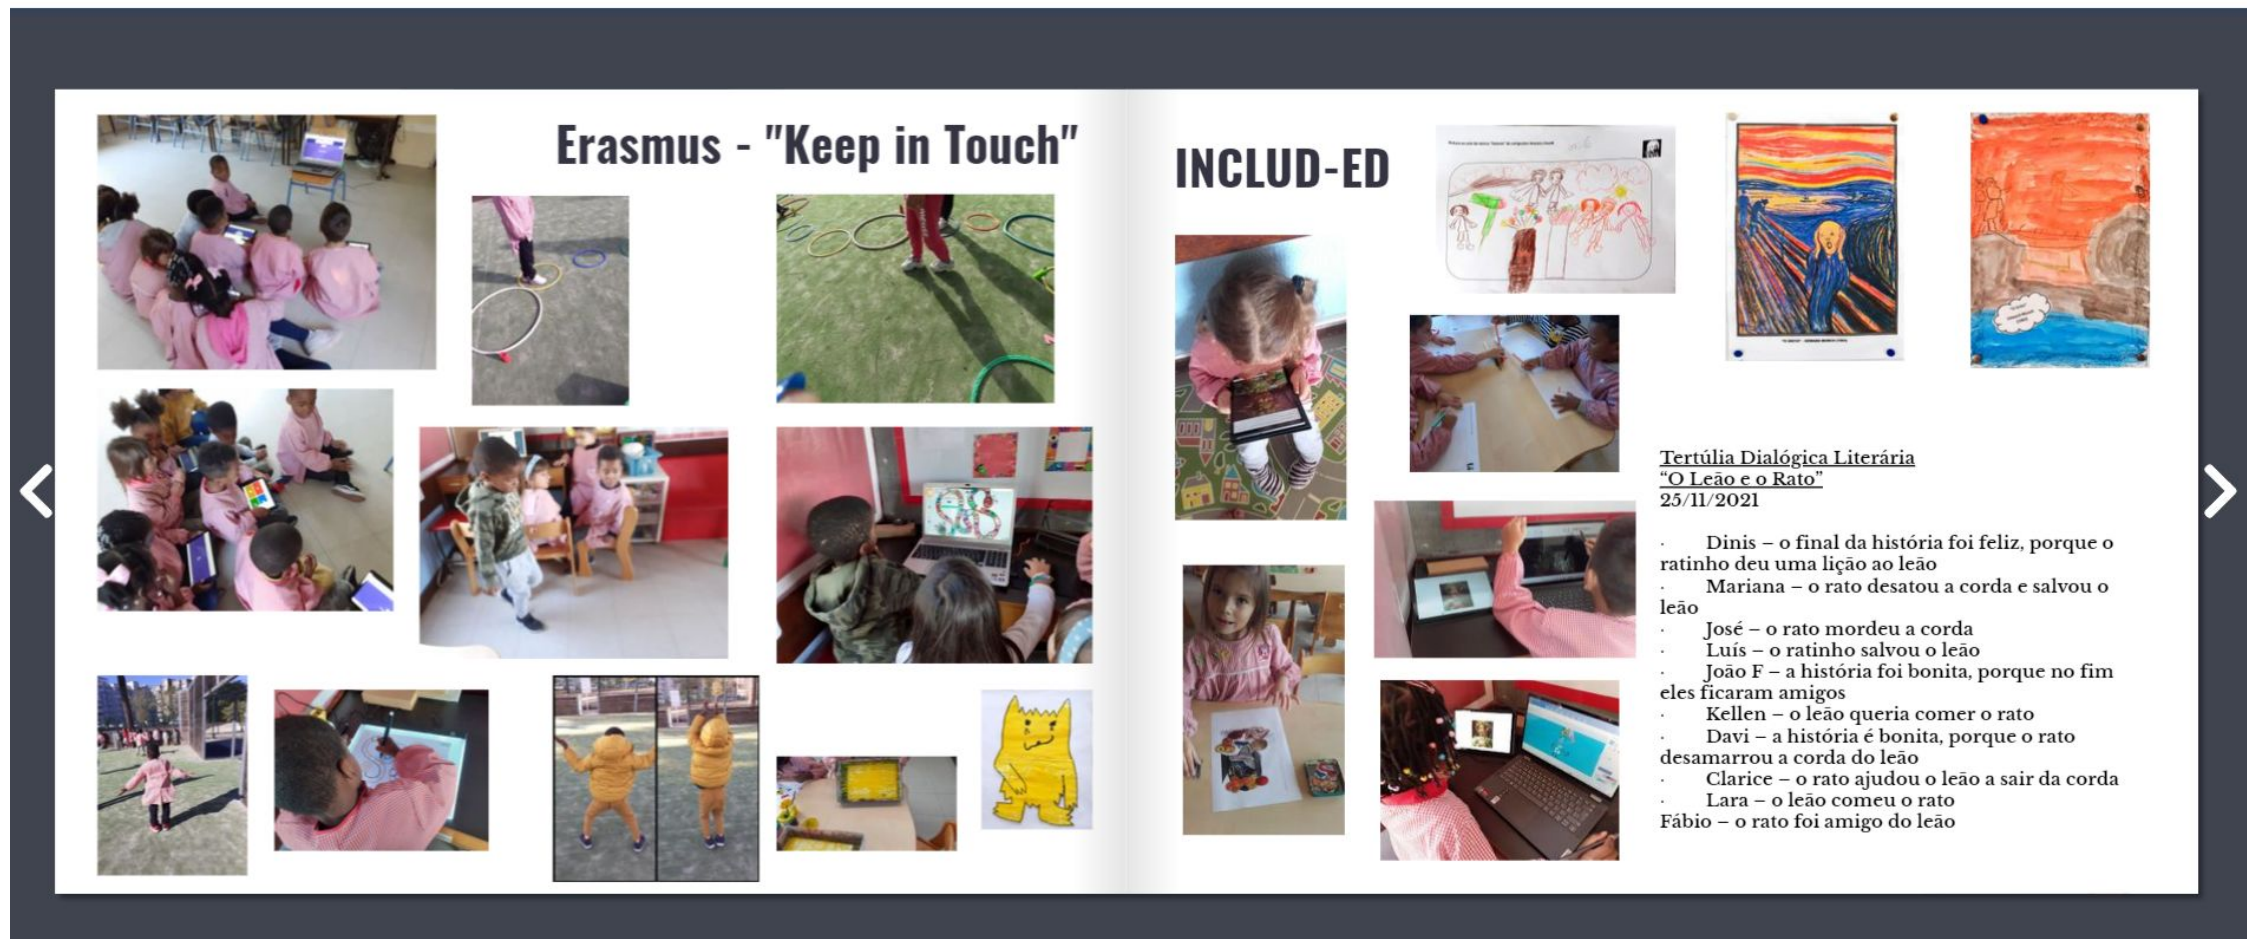 Erasmus - "Keep in Touch"
INCLUD-ED
Tertúlia Dialógica Literária
“O Leão e o Rato”
25/11/2021
· Dinis – o final da história foi feliz, porque o
ratinho deu uma lição ao leão
· Mariana – o rato desatou a corda e salvou o
leão
· José – o rato mordeu a corda
· Luís – o ratinho salvou o leão
· João F – a história foi bonita, porque no fim
eles ficaram amigos
· Kellen – o leão queria comer o rato
· Davi – a história é bonita, porque o rato
desamarrou a corda do leão
· Clarice – o rato ajudou o leão a sair da corda
· Lara – o leão comeu o rato
Fábio – o rato foi amigo do leão